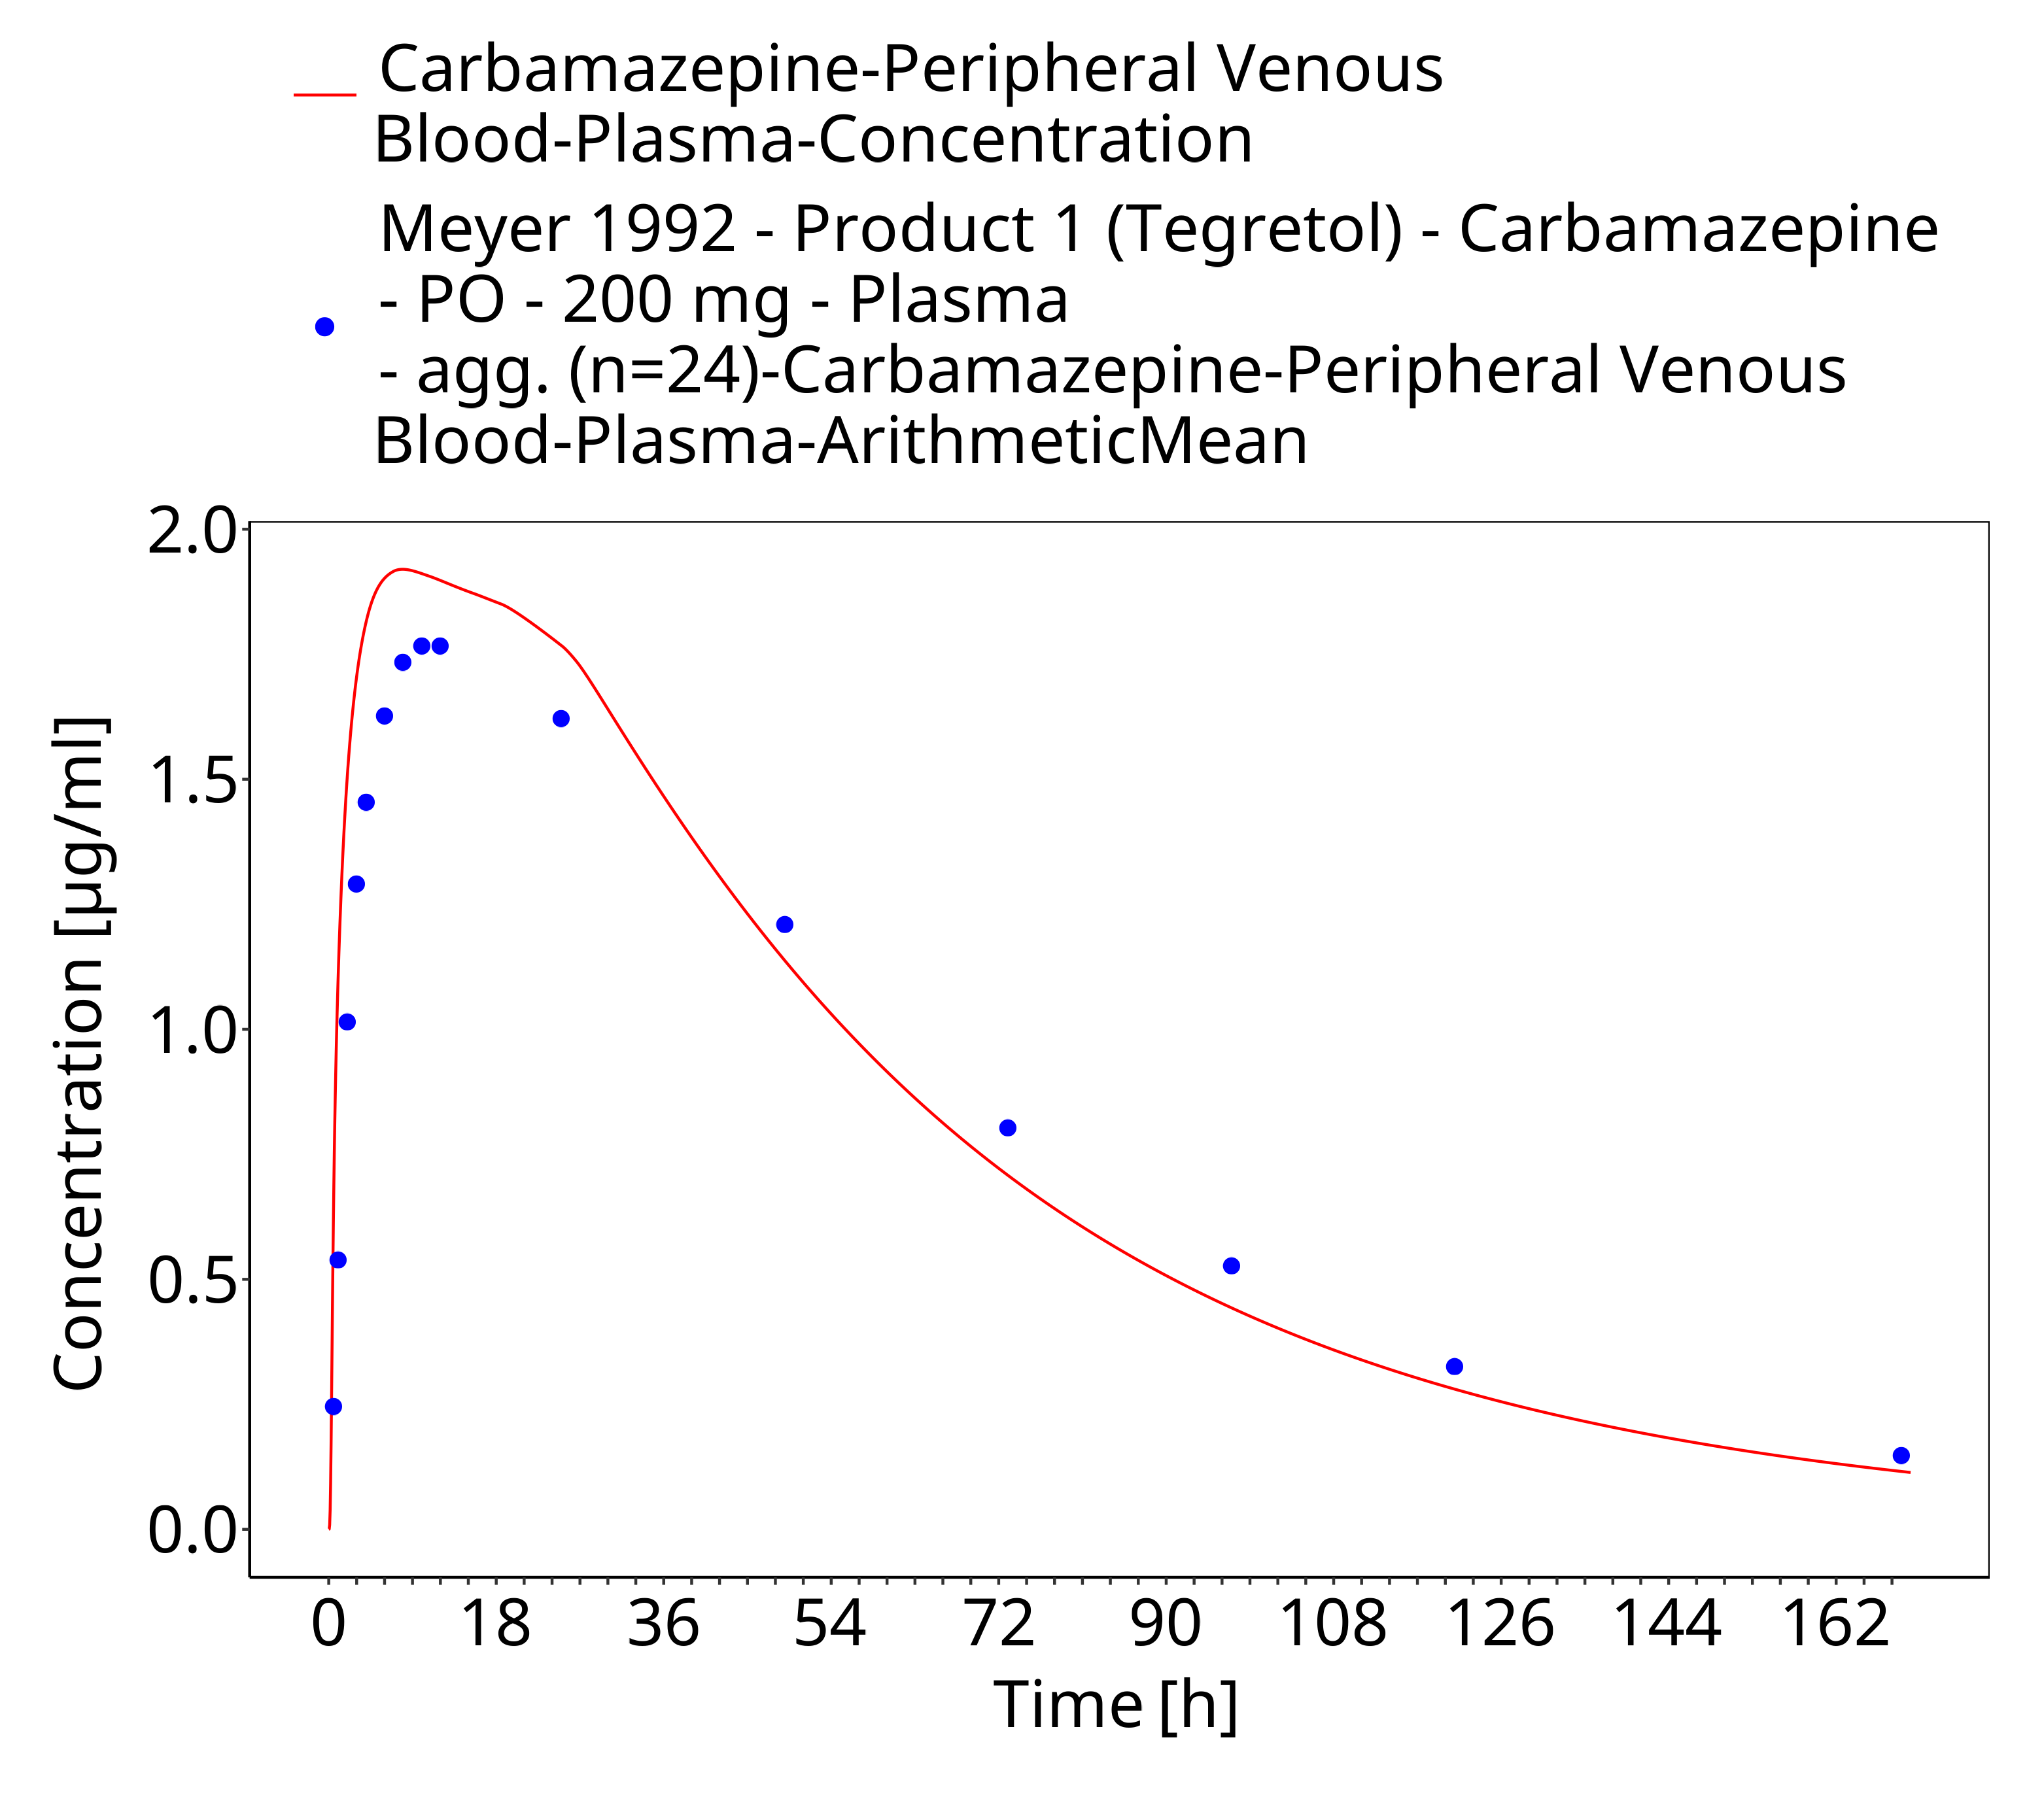 Carbamazepine-Peripheral Venous
Blood-Plasma-Concentration
Meyer 1992 - Product 1 (Tegretol) - Carbamazepine
- PO - 200 mg - Plasma
- agg. (n=24)-Carbamazepine-Peripheral Venous
Blood-Plasma-ArithmeticMean
2.0
1.5
1.0
0.5
0.0
Concentration [µg/ml]
0 18 36 54 72 90 108 126 144 162
Time [h]